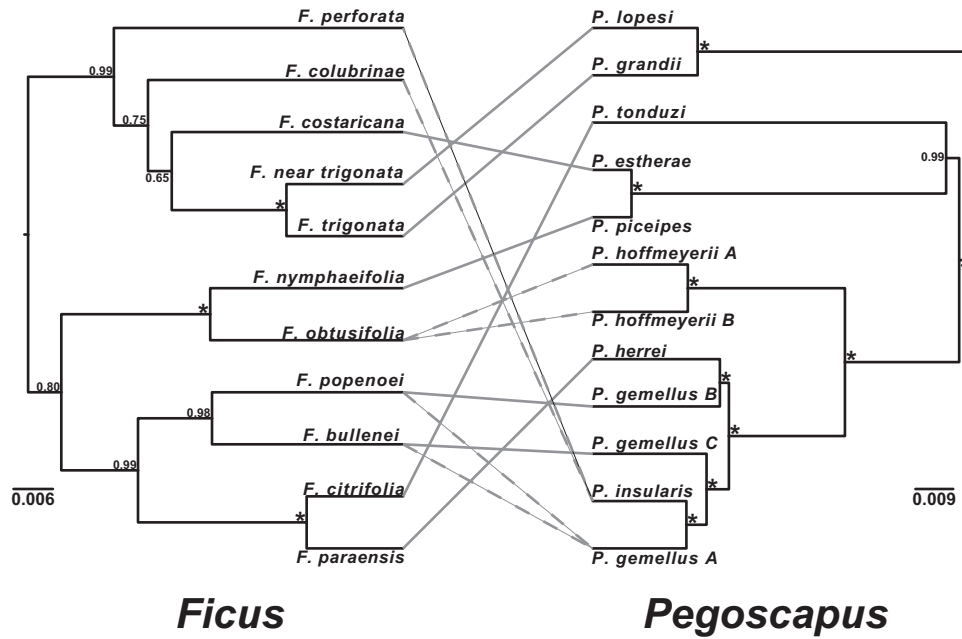 F. perforata
F. colubrinae
F. costaricana
F. near trigonata
F. trigonata
F. nymphaeifolia
F. obtusifolia
F. popenoei
F. bullenei
F. citrifolia
F. paraensis
0.99
0.75
0.65
*
*
0.80
0.98
0.99
*
0.006
Ficus
P. lopesi
P. grandii
P. tonduzi
P. estherae
P. piceipes
P. hoffmeyerii A
P. hoffmeyerii B
P. herrei
P. gemellus B
P. gemellus C
P. insularis
P. gemellus A
*
0.99
*
*
*
*
*
*
*
*
0.009
Pegoscapus